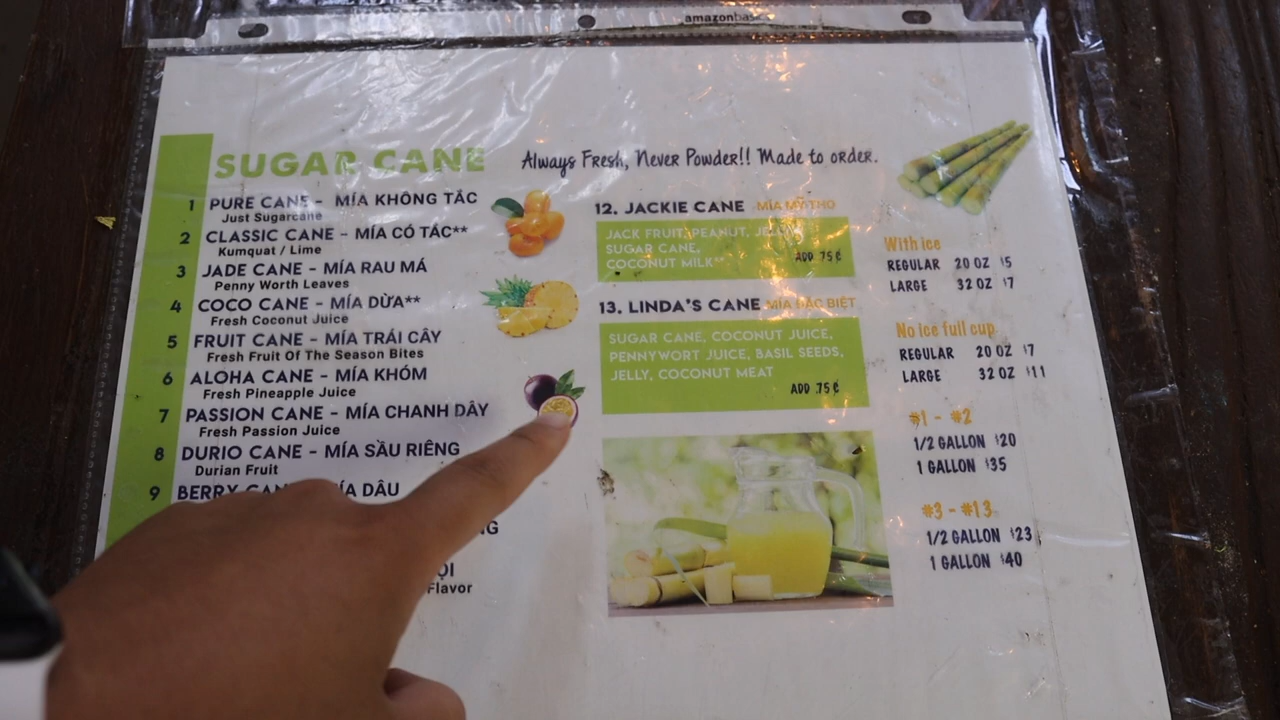 amazonbasics
SUGAR CANE
Always Fresh, Never Powder!! Made to order.
1 PURE CANE - MÍA KHÔNG TẮC
Just Sugarcane
2 CLASSIC CANE - MÍA CÓ TẮC**
Kumquat / Lime
3 JADE CANE - MÍA RAU MÁ
Penny Worth Leaves
4 COCO CANE - MÍA DỪA**
Fresh Coconut Juice
5 FRUIT CANE - MÍA TRÁI CÂY
Fresh Fruit Of The Season Bites
6 ALOHA CANE - MÍA KHÓM
Fresh Pineapple Juice
7 PASSION CANE - MÍA CHANH DÂY
Fresh Passion Juice
8 DURIO CANE - MÍA SẦU RIÊNG
Durian Fruit
9 BERRY CANE MÍA DÂU
NG
ỌI
Flavor
12. JACKIE CANE MÍA MỸ THO
JACK FRUIT, PEANUT, JELLY,
SUGAR CANE,
COCONUT MILK**
ADD .75¢
13. LINDA'S CANE MÍA ĐẶC BIỆT
SUGAR CANE, COCONUT JUICE,
PENNYWORT JUICE, BASIL SEEDS,
JELLY, COCONUT MEAT
ADD .75¢
With ice
REGULAR 20 OZ $5
LARGE 32 OZ $7
No ice full cup
REGULAR 20 OZ $7
LARGE 32 OZ $11
#1 - #2
1/2 GALLON $20
1 GALLON $35
#3 - #13
1/2 GALLON $23
1 GALLON $40